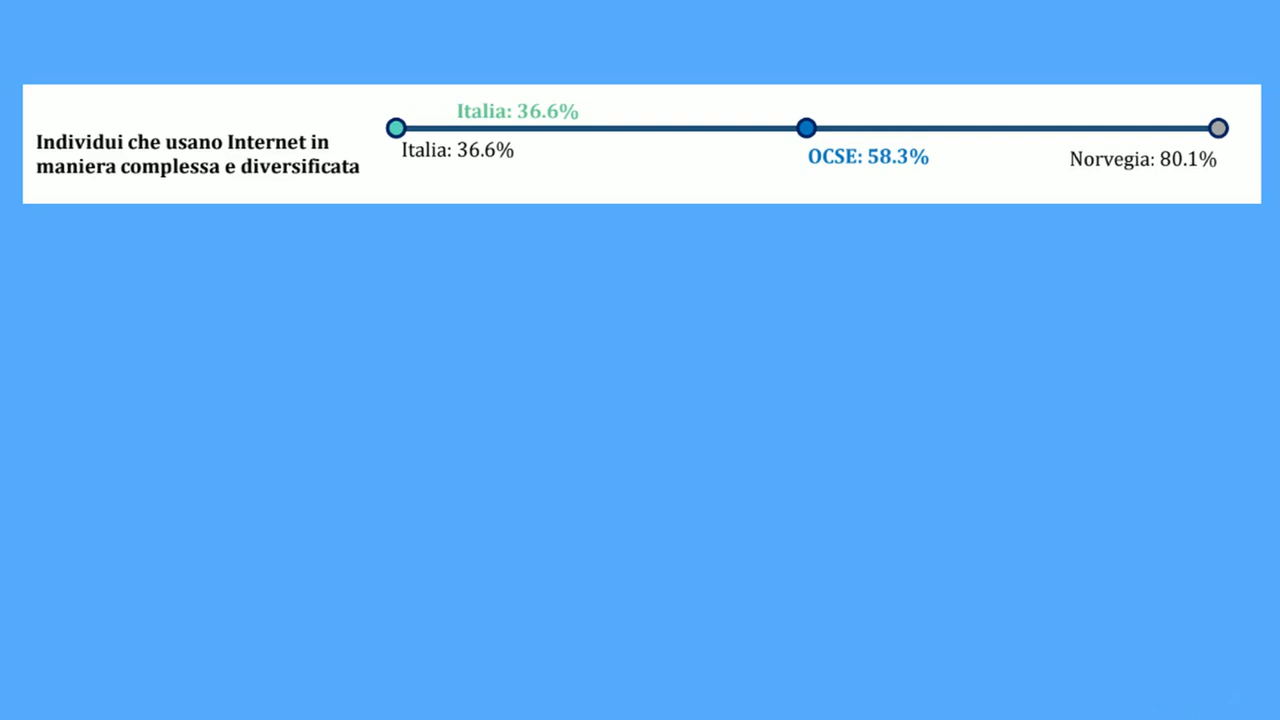 Individui che usano Internet in
maniera complessa e diversificata
Italia: 36.6%
Italia: 36.6%
OCSE: 58.3%
Norvegia: 80.1%